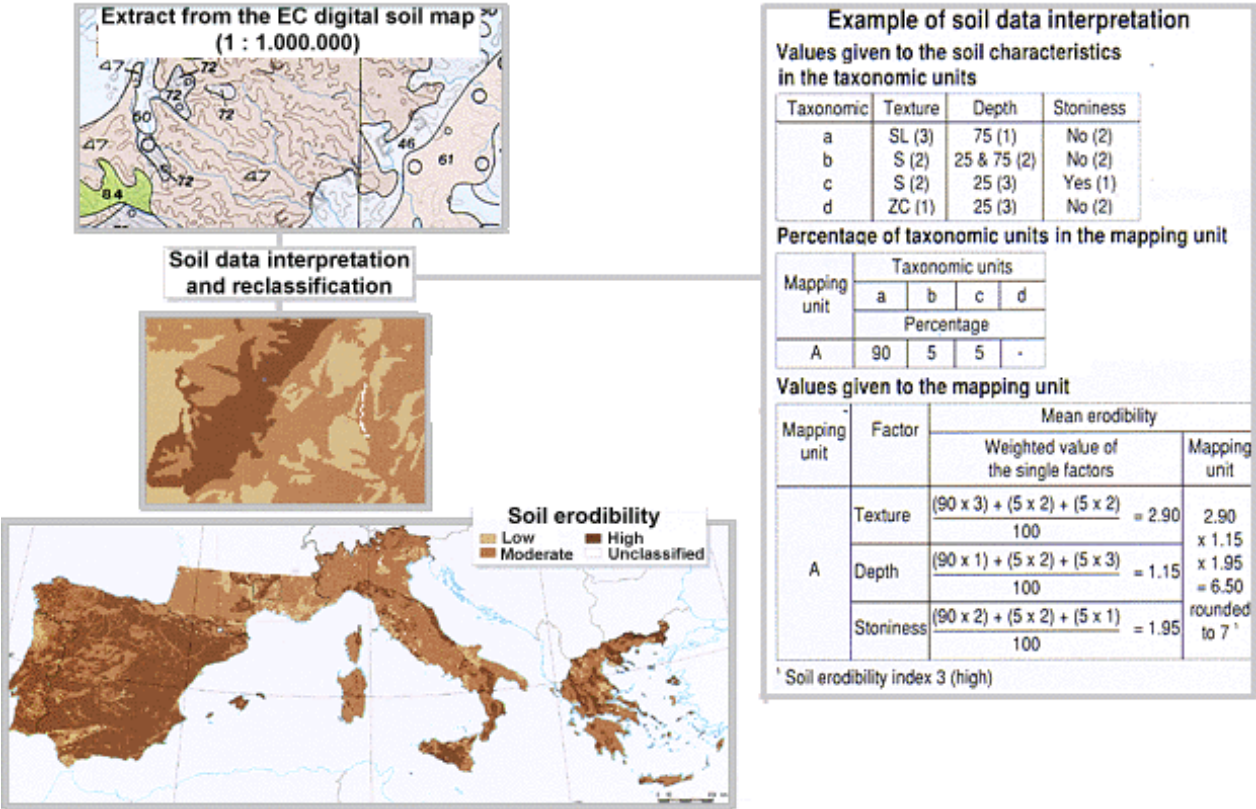 Extract from the EC digital soil map
(1 : 1.000.000)
47
72
72
72
60
47
46
61
84
72
47
Soil data interpretation
and reclassification
Soil erodibility
Low
High
Moderate
Unclassified
Example of soil data interpretation
Values given to the soil characteristics
in the taxonomic units
Taxonomic Texture Depth Stoniness
a SL (3) 75 (1) No (2)
b S (2) 25 & 75 (2) No (2)
c S (2) 25 (3) Yes (1)
d ZC (1) 25 (3) No (2)
Percentage of taxonomic units in the mapping unit
Mapping
unit
Taxonomic units
a b c d
Percentage
A 90 5 5 -
Values given to the mapping unit
Mapping
unit
Factor
Mean erodibility
Weighted value of
the single factors
Mapping
unit
A
Texture
(90 x 3) + (5 x 2) + (5 x 2)
100
= 2.90
Depth
(90 x 1) + (5 x 2) + (5 x 3)
100
= 1.15
Stoniness
(90 x 2) + (5 x 2) + (5 x 1)
100
= 1.95
2.90
x 1.15
x 1.95
= 6.50
rounded
to 7 ¹
¹ Soil erodibility index 3 (high)